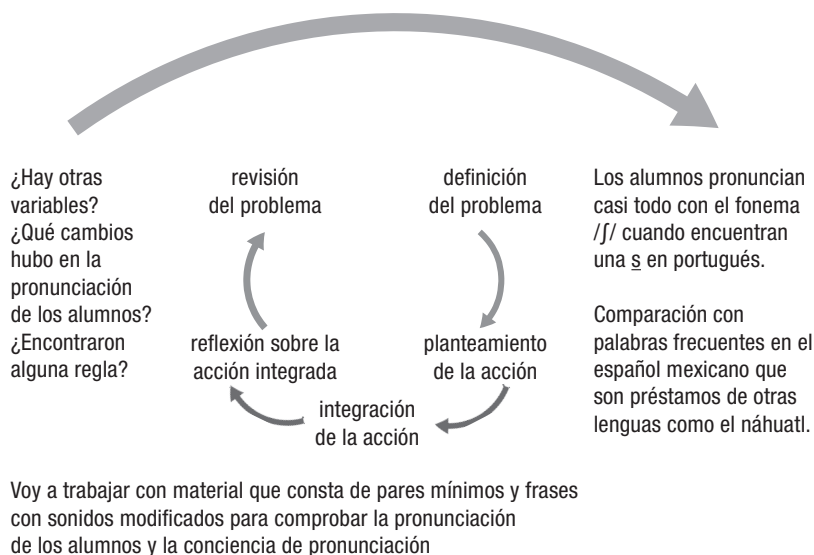 ¿Hay otras
variables?
¿Qué cambios
hubo en la
pronunciación
de los alumnos?
¿Encontraron
alguna regla?
revisión
del problema
definición
del problema
reflexión sobre la
acción integrada
planteamiento
de la acción
integración
de la acción
Los alumnos pronuncian
casi todo con el fonema
/ʃ/ cuando encuentran
una s en portugués.
Comparación con
palabras frecuentes en el
español mexicano que
son préstamos de otras
lenguas como el náhuatl.
Voy a trabajar con material que consta de pares mínimos y frases
con sonidos modificados para comprobar la pronunciación
de los alumnos y la conciencia de pronunciación